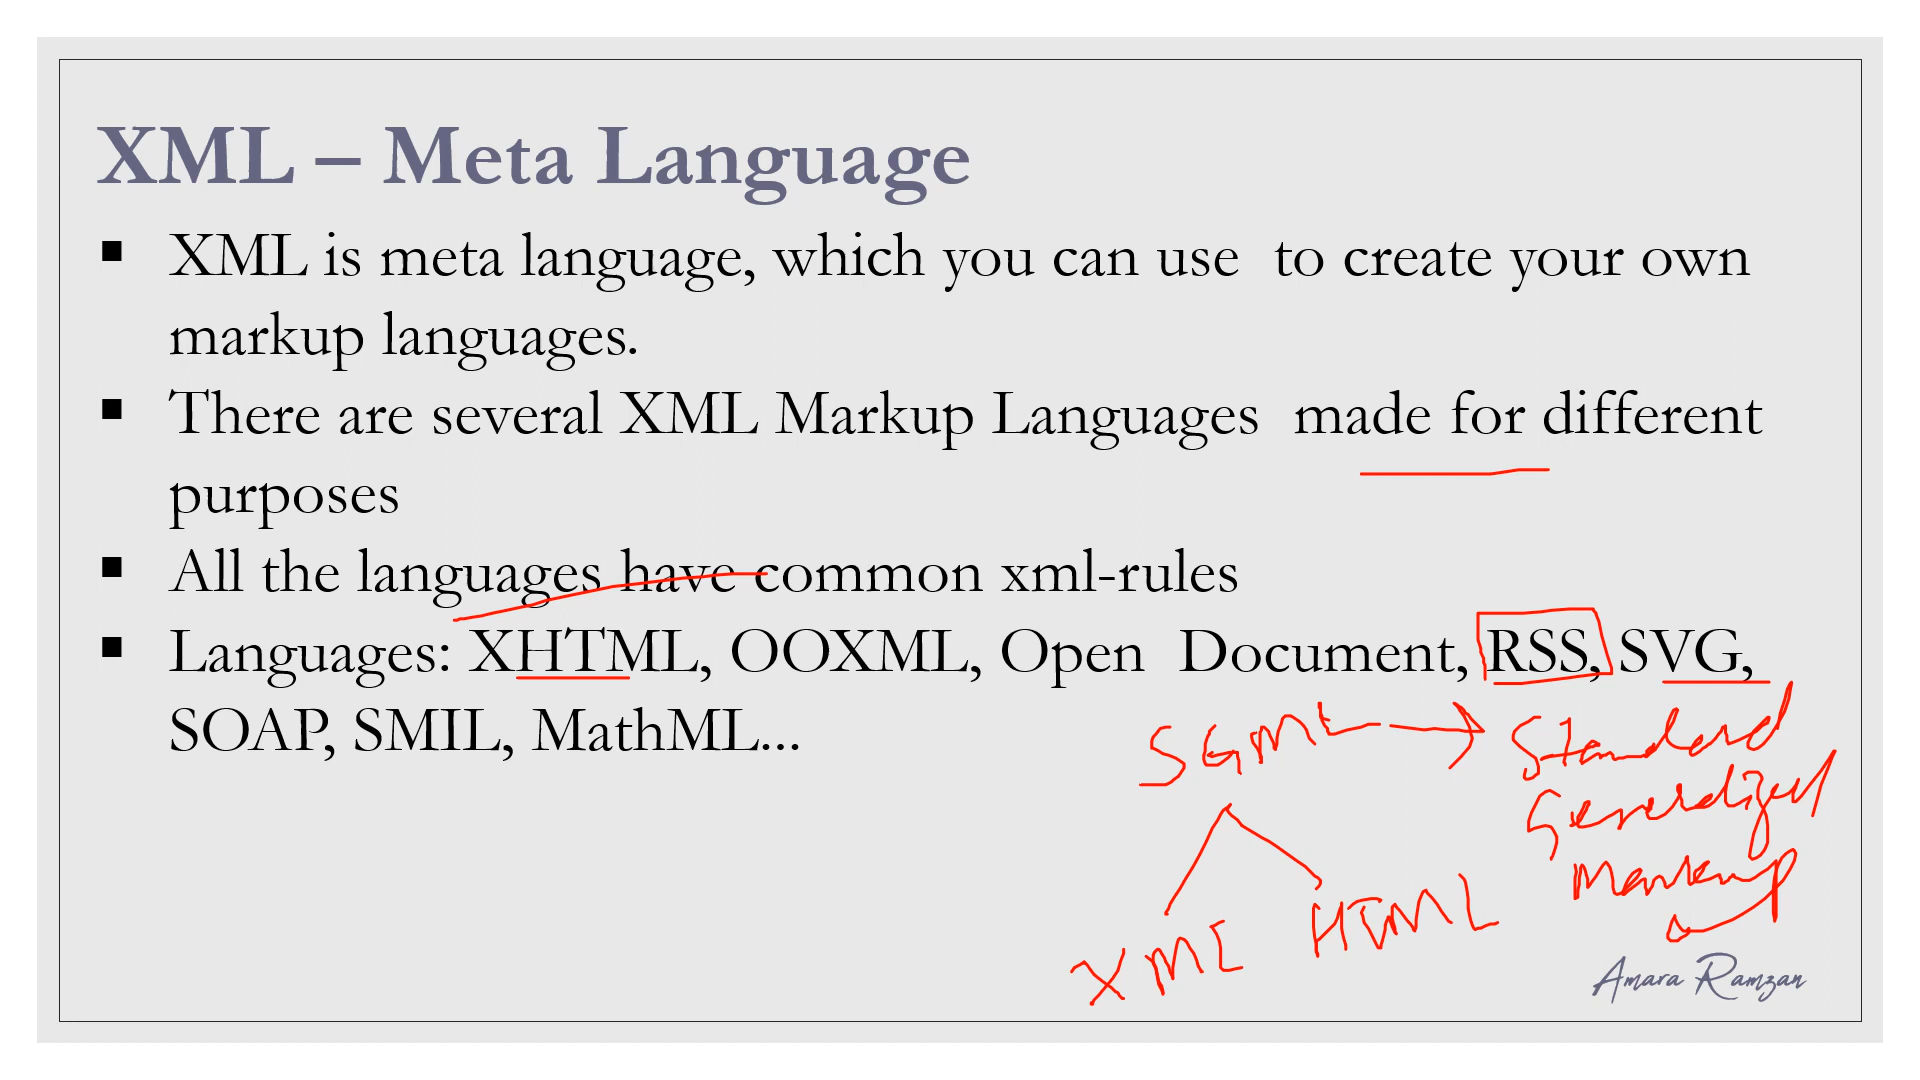 XML – Meta Language
▪ XML is meta language, which you can use to create your own
markup languages.
▪ There are several XML Markup Languages made for different
purposes
▪ All the languages have common xml-rules
▪ Languages: XHTML, OOXML, Open Document, RSS, SVG,
SOAP, SMIL, MathML...
SGML → Standard
Generalized
Markup
XML HTML
Amara Ramzan